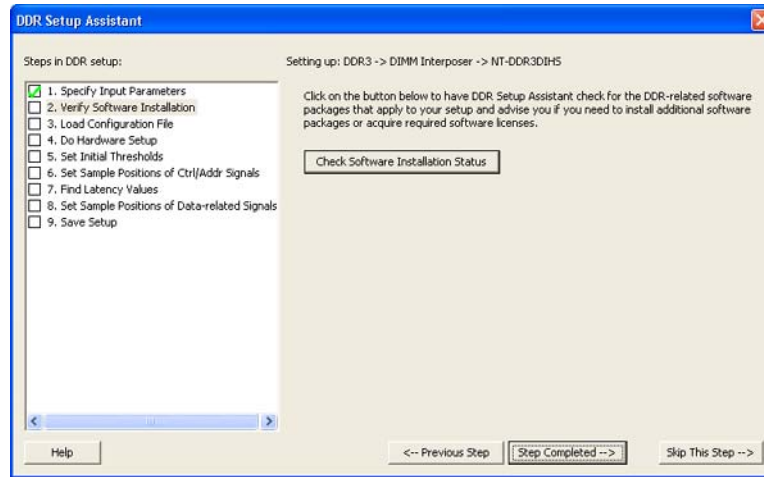 DDR Setup Assistant
Steps in DDR setup:
1. Specify Input Parameters
2. Verify Software Installation
3. Load Configuration File
4. Do Hardware Setup
5. Set Initial Thresholds
6. Set Sample Positions of Ctrl/Addr Signals
7. Find Latency Values
8. Set Sample Positions of Data-related Signals
9. Save Setup
Setting up: DDR3 -> DIMM Interposer -> NT-DDR3DIHS
Click on the button below to have DDR Setup Assistant check for the DDR-related software
packages that apply to your setup and advise you if you need to install additional software
packages or acquire required software licenses.
Check Software Installation Status
Help
<-- Previous Step
Step Completed -->
Skip This Step -->